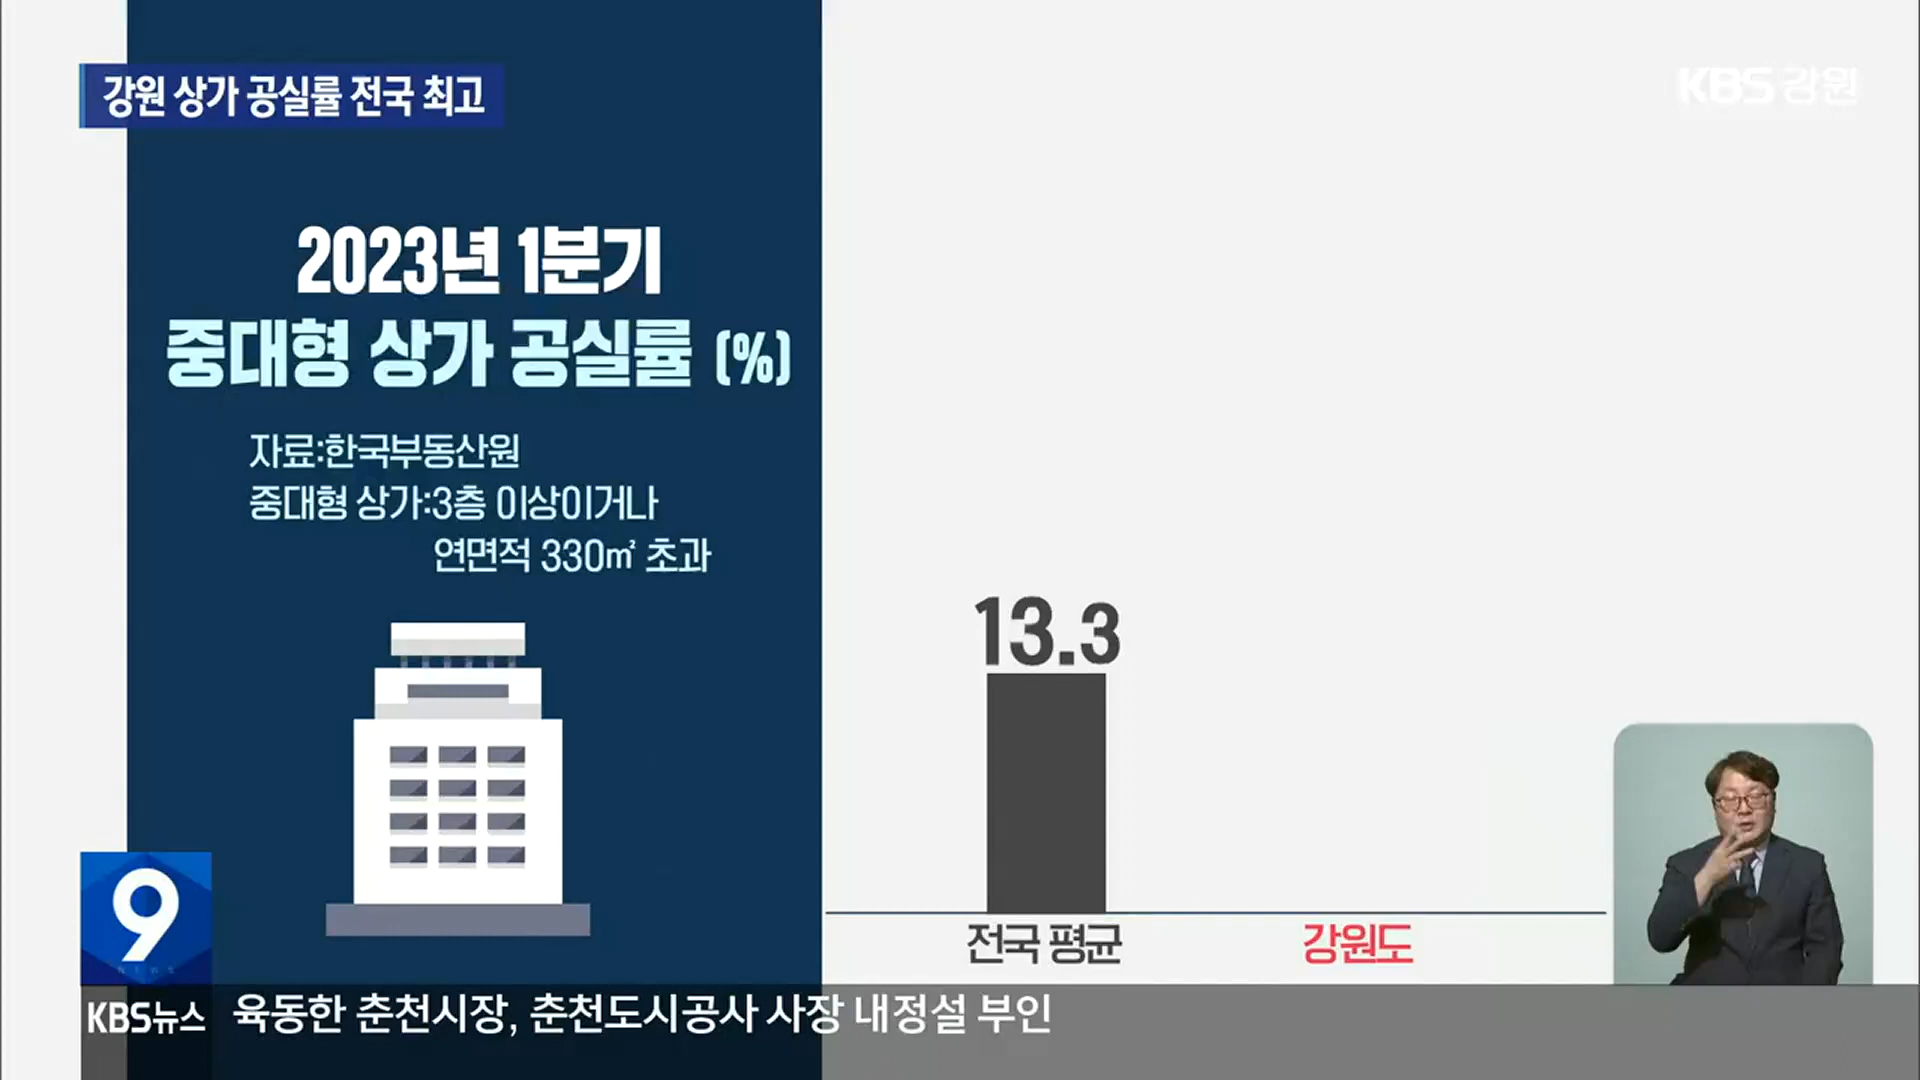 강원 상가 공실률 전국 최고
KBS 강원
2023년 1분기
중대형 상가 공실률 (%)
자료:한국부동산원
중대형 상가:3층 이상이거나
연면적 330㎡ 초과
13.3
전국 평균
강원도
9
NEWS
KBS뉴스
육동한 춘천시장, 춘천도시공사 사장 내정설 부인